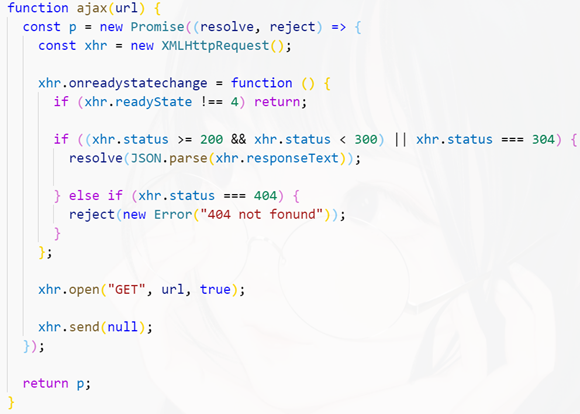 function ajax(url) {
  const p = new Promise((resolve, reject) => {
    const xhr = new XMLHttpRequest();
    xhr.onreadystatechange = function () {
      if (xhr.readyState !== 4) return;
      if ((xhr.status >= 200 && xhr.status < 300) || xhr.status === 304) {
        resolve(JSON.parse(xhr.responseText));
      } else if (xhr.status === 404) {
        reject(new Error("404 not fonund"));
      }
    };
    xhr.open("GET", url, true);
    xhr.send(null);
  });
  return p;
}